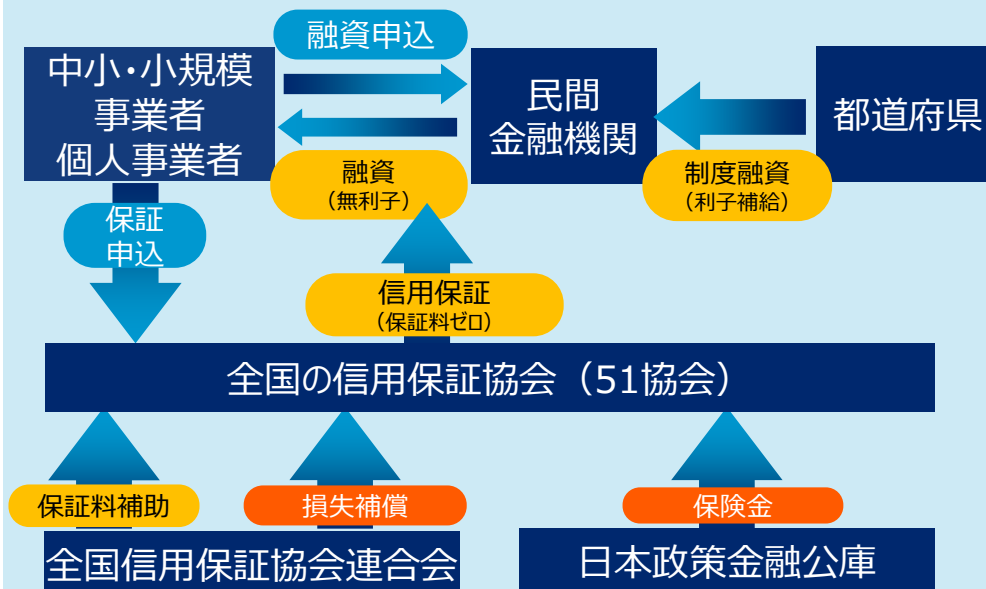 融資申込
中小・小規模
事業者
個人事業者
民間
金融機関
都道府県
融資
（無利子）
制度融資
（利子補給）
保証
申込
信用保証
（保証料ゼロ）
全国の信用保証協会（51協会）
保証料補助
損失補償
保険金
全国信用保証協会連合会
日本政策金融公庫